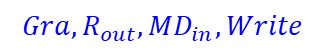 Gra, R_out, MD_in, Write